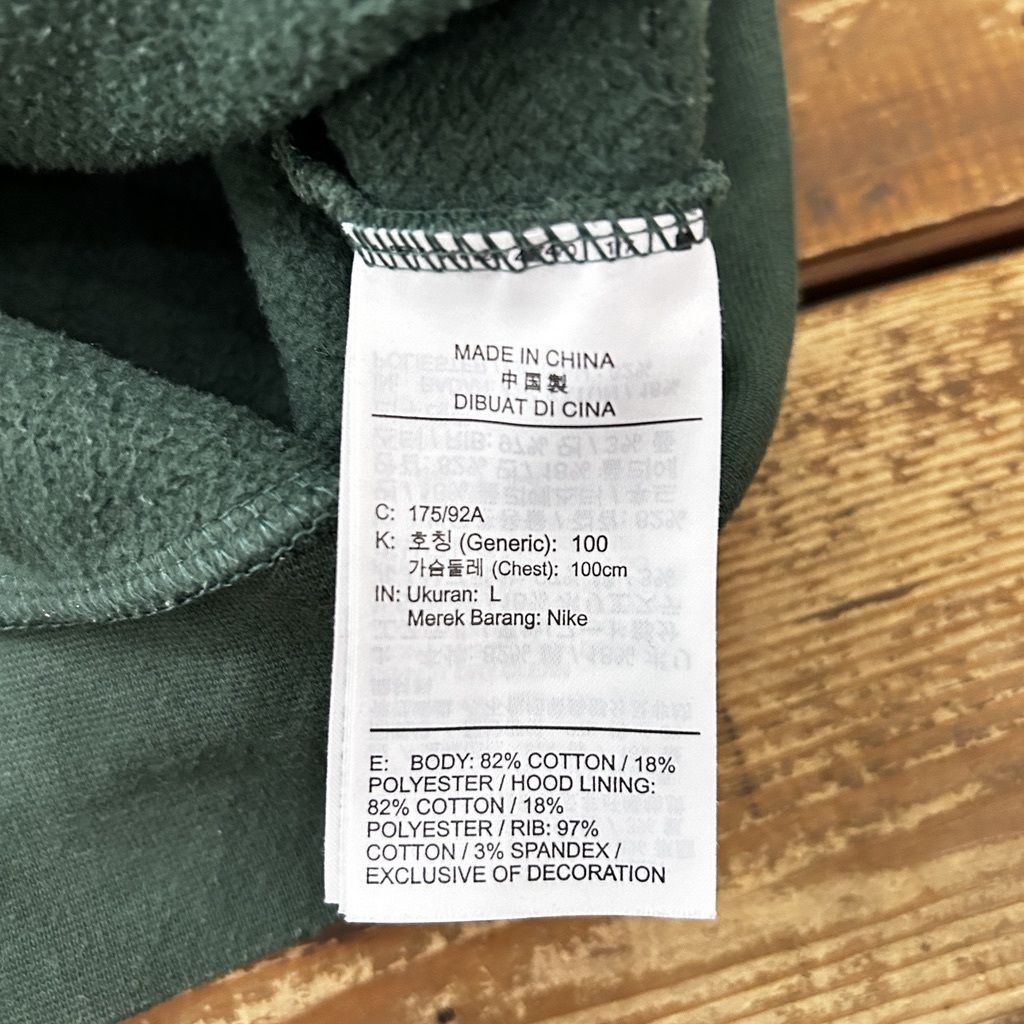 MADE IN CHINA
中国製
DIBUAT DI CINA
C: 175/92A
K: 호칭 (Generic): 100
가슴둘레 (Chest): 100cm
IN: Ukuran: L
Merek Barang: Nike
E: BODY: 82% COTTON / 18%
POLYESTER / HOOD LINING:
82% COTTON / 18%
POLYESTER / RIB: 97%
COTTON / 3% SPANDEX /
EXCLUSIVE OF DECORATION